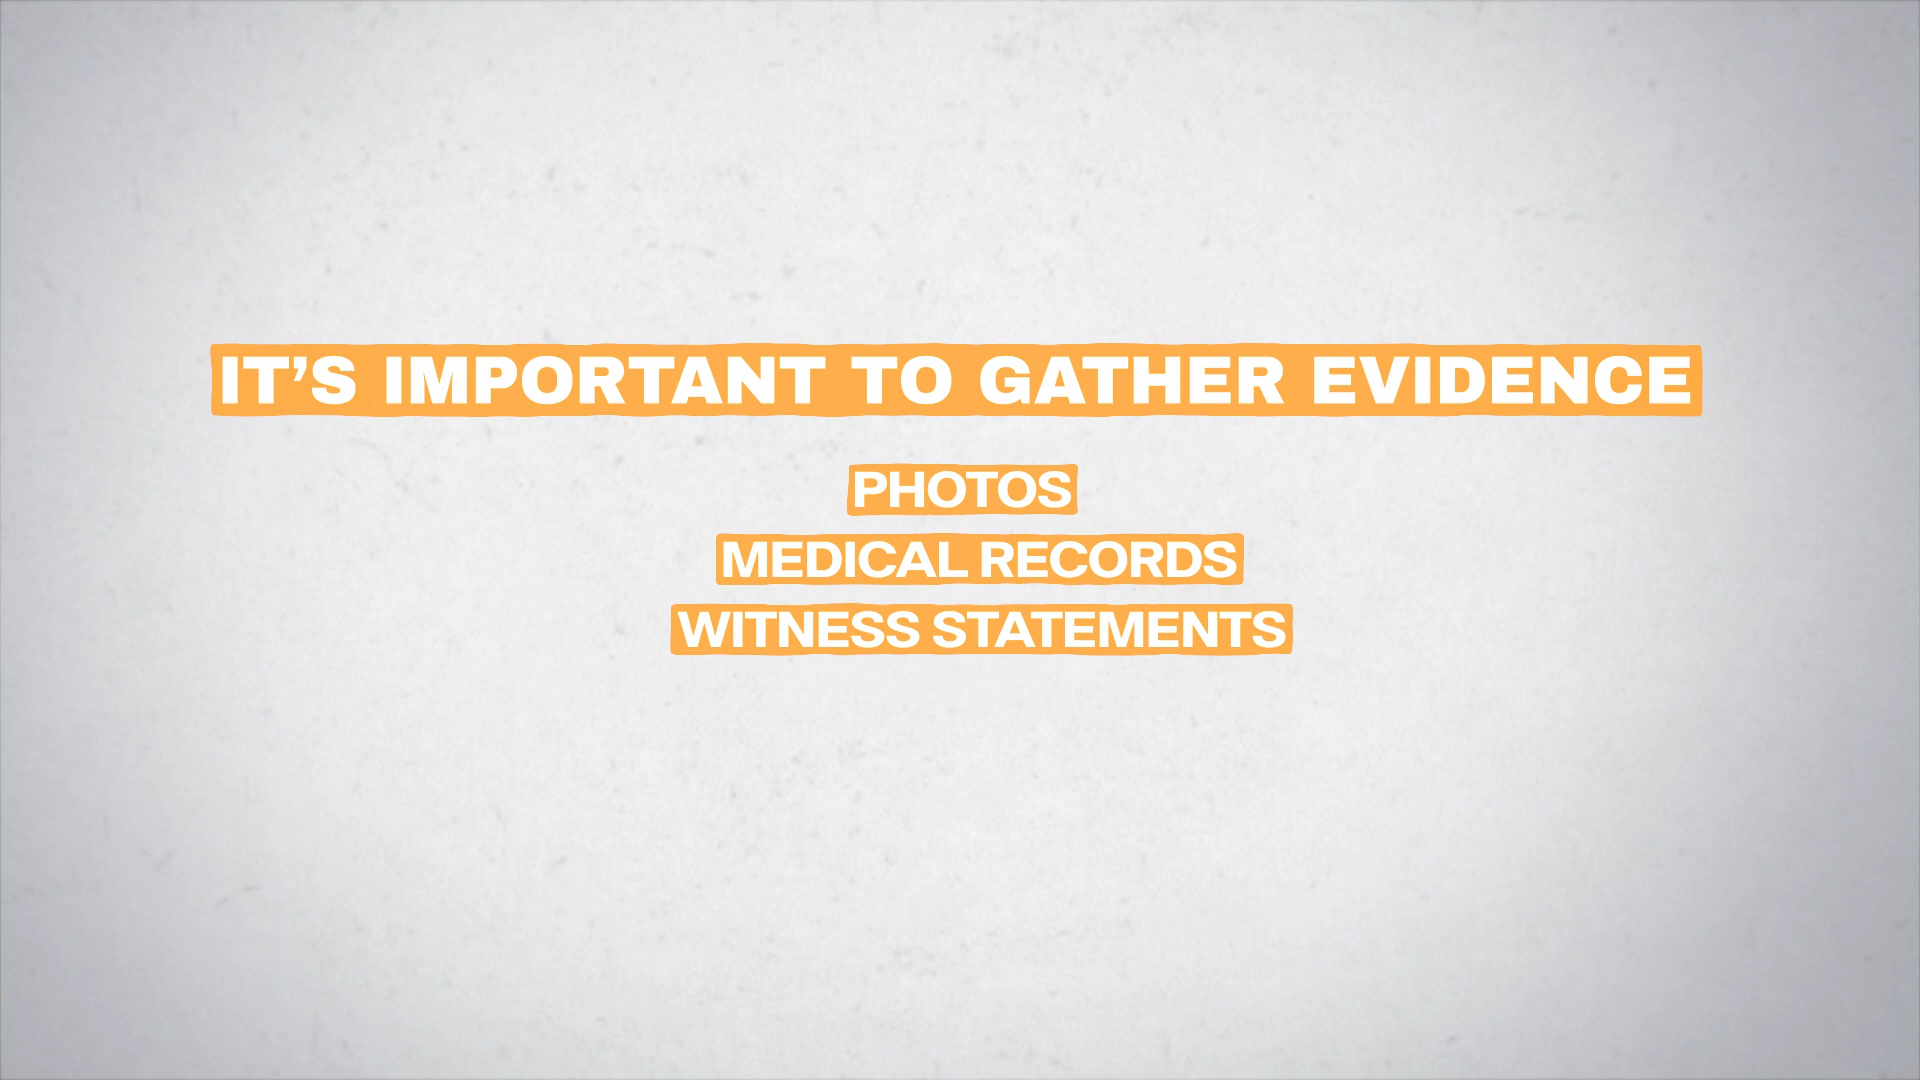 IT’S IMPORTANT TO GATHER EVIDENCE
PHOTOS
MEDICAL RECORDS
WITNESS STATEMENTS